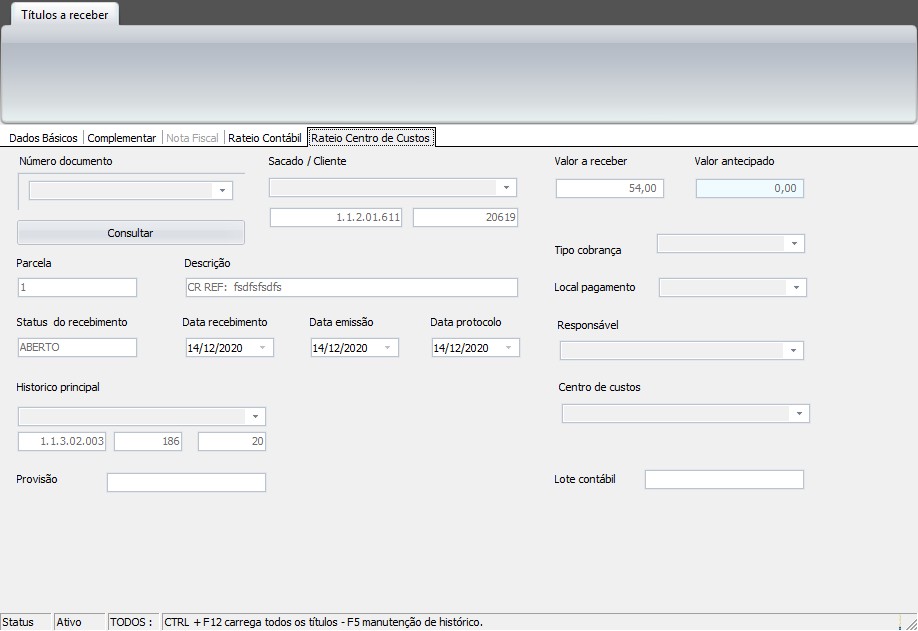 Títulos a receber
Dados Básicos Complementar Nota Fiscal Rateio Contábil Rateio Centro de Custos
Número documento Sacado / Cliente Valor a receber Valor antecipado
54,00 0,00
1.1.2.01.611 20619
Consultar
Tipo cobrança
Parcela Descrição
1 CR REF: fsdfsfsdfs Local pagamento
Status do recebimento Data recebimento Data emissão Data protocolo Responsável
ABERTO 14/12/2020 14/12/2020 14/12/2020
Historico principal Centro de custos
1.1.3.02.003 186 20
Provisão Lote contábil
Status Ativo TODOS : CTRL + F12 carrega todos os títulos - F5 manutenção de histórico.